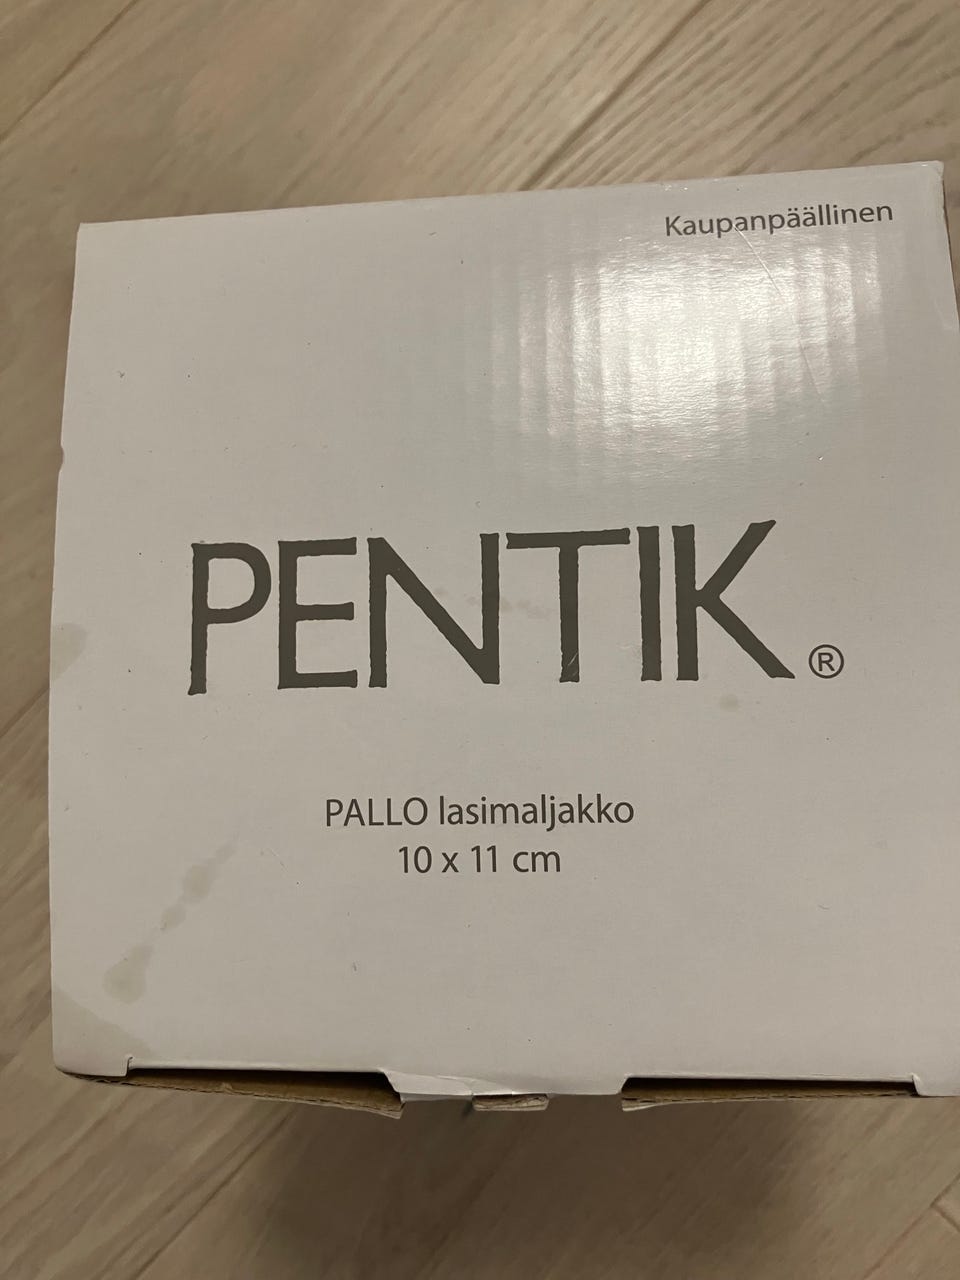 Kaupanpäällinen
PENTIK®
PALLO lasimaljakko
10 x 11 cm